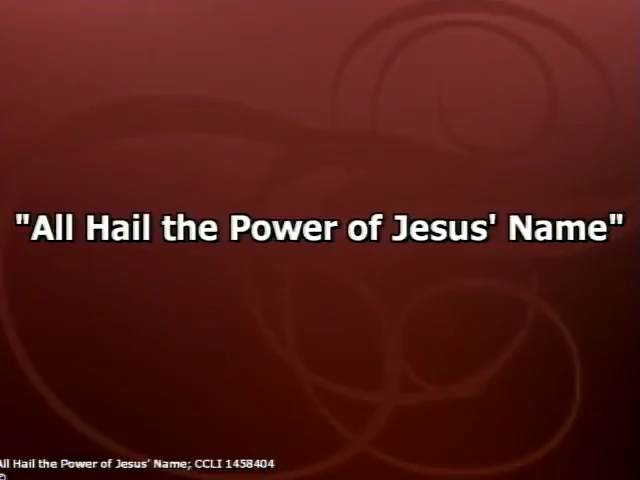 "All Hail the Power of Jesus' Name"
All Hail the Power of Jesus' Name; CCLI 1458404
©